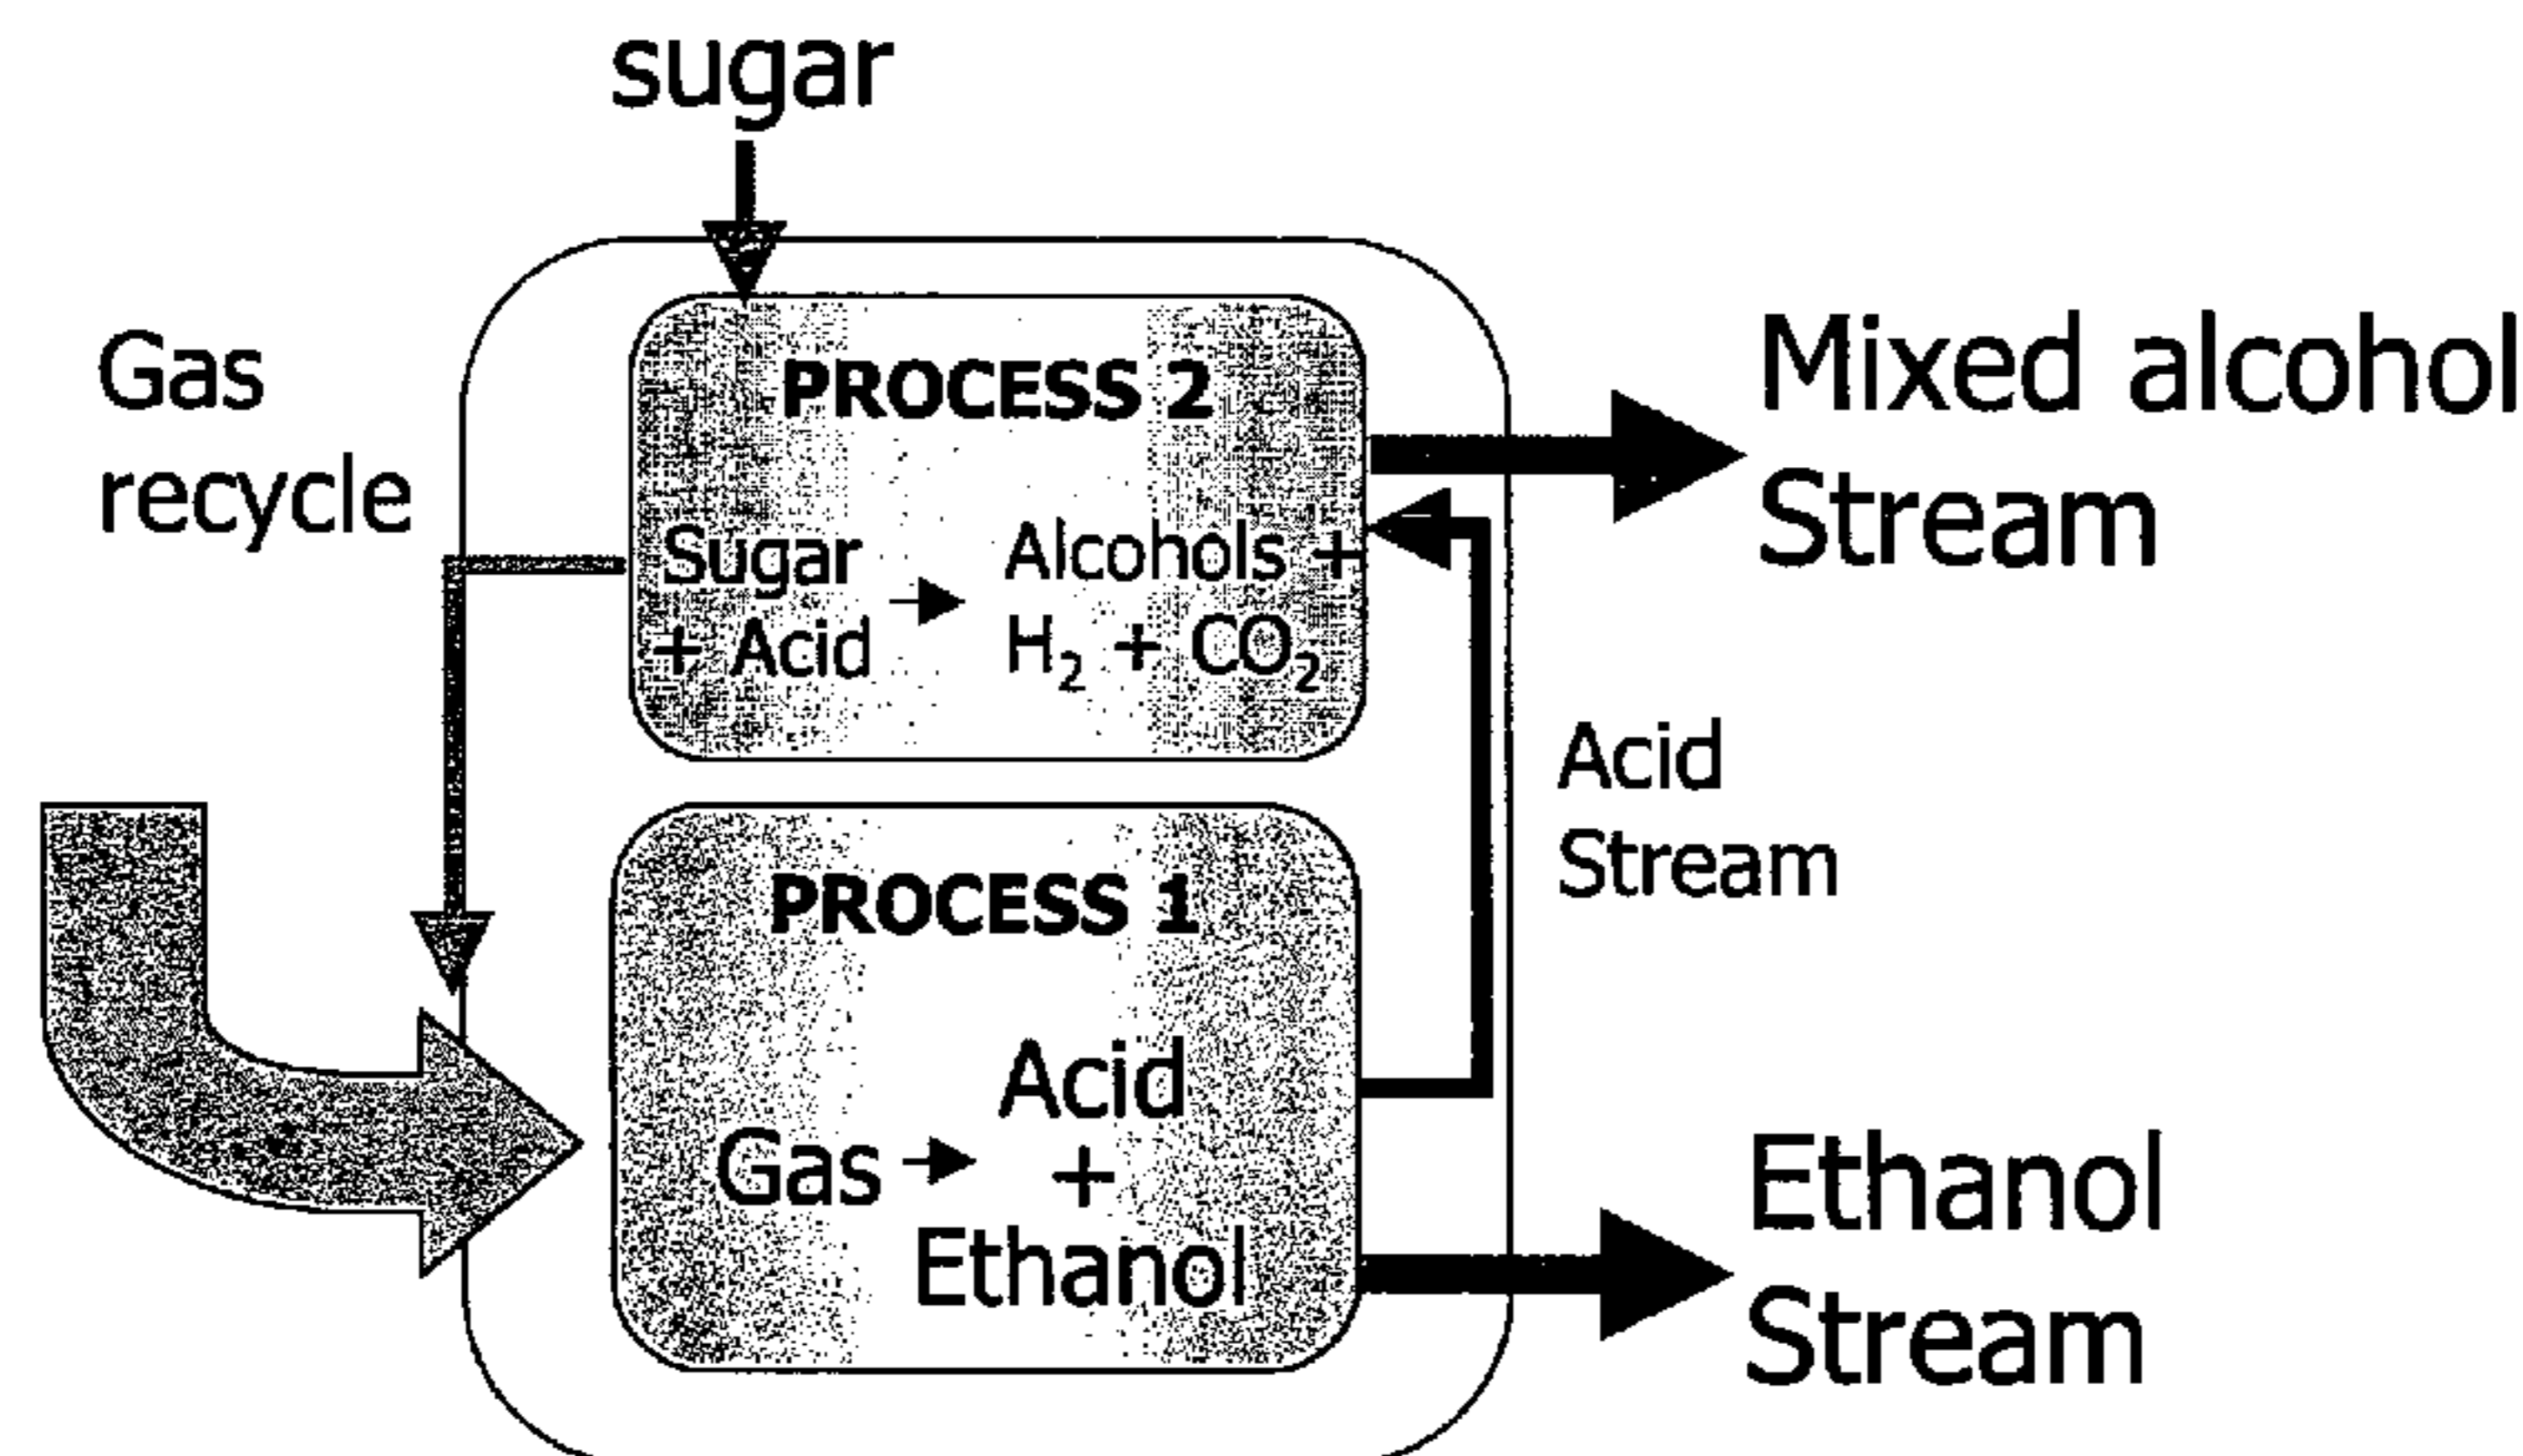 sugar
Gas
recycle
PROCESS 2
Sugar
+ Acid
Alcohols +
H₂ + CO₂
Mixed alcohol
Stream
Acid
Stream
PROCESS 1
Gas
Acid
+
Ethanol
Ethanol
Stream